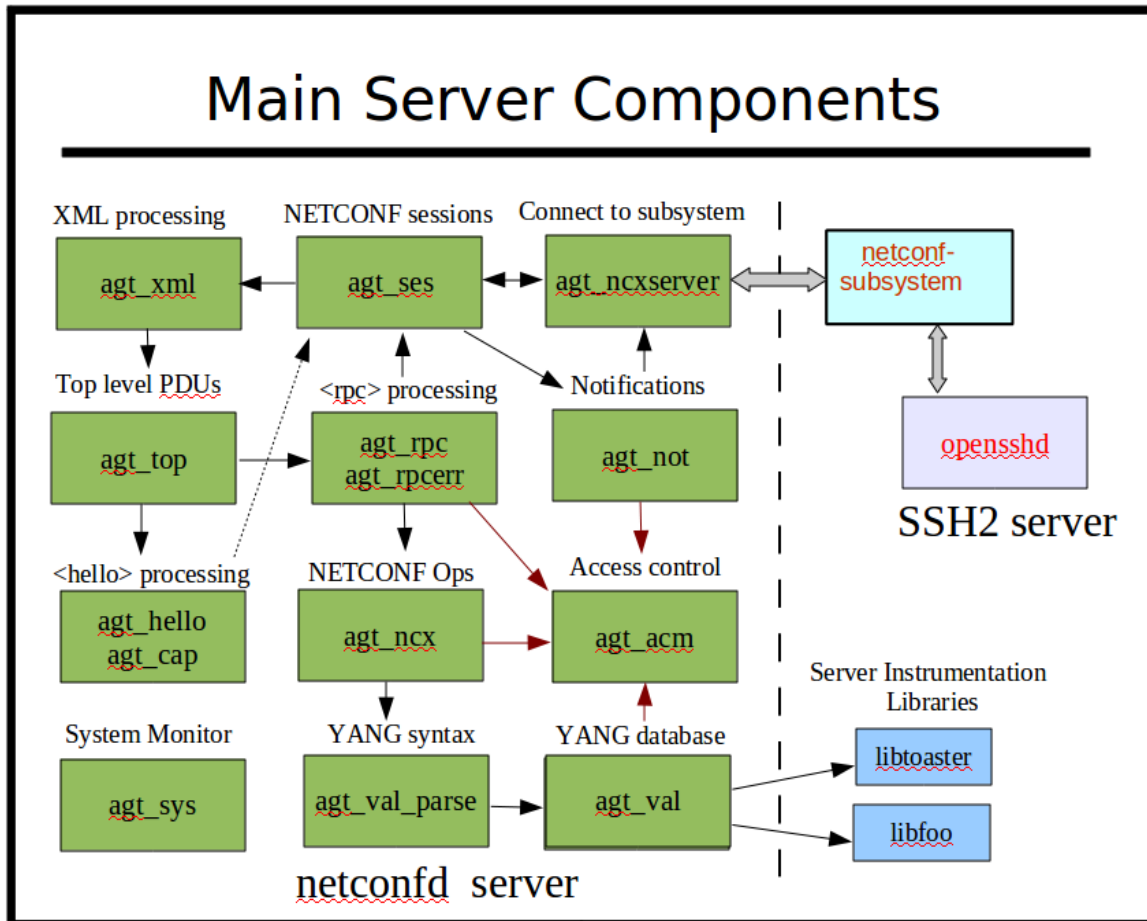 Main Server Components
XML processing
NETCONF sessions
Connect to subsystem
agt_xml
agt_ses
agt_ncxserver
netconf-
subsystem
Top level PDUs
<rpc> processing
Notifications
agt_top
agt_rpc
agt_rpcerr
agt_not
opensshd
SSH2 server
<hello> processing
NETCONF Ops
Access control
agt_hello
agt_cap
agt_ncx
agt_acm
Server Instrumentation
Libraries
System Monitor
YANG syntax
YANG database
libtoaster
agt_sys
agt_val_parse
agt_val
libfoo
netconfd server